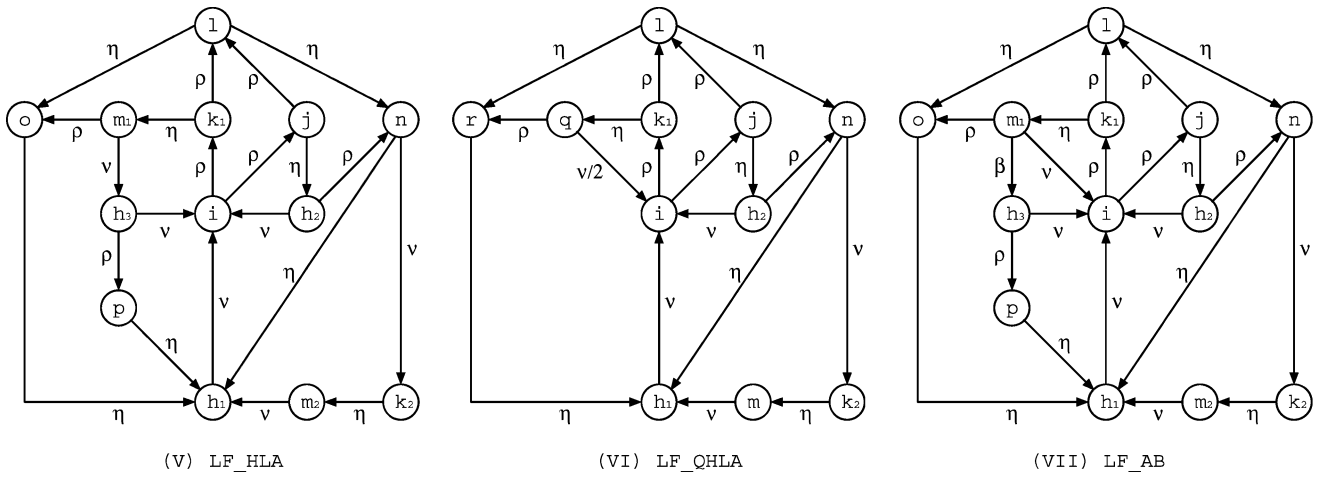 l l l
η η η η η η
ρ ρ ρ ρ ρ ρ
o m₁ k₁ j n r q k₁ j n o m₁ k₁ j n
ρ η ρ η ρ η
ν ρ ρ η ρ ν/2 ρ ρ η ρ β ν ρ ρ η ρ
h₃ i h₂ i h₂ h₃ i h₂
ν ν ν ν ν
ρ η ν η ν ρ η ν
p ν ν p ν
η η
h₁ m₂ k₂ h₁ m k₂ h₁ m₂ k₂
η ν η η ν η η ν η
(V) LF_HLA (VI) LF_QHLA (VII) LF_AB